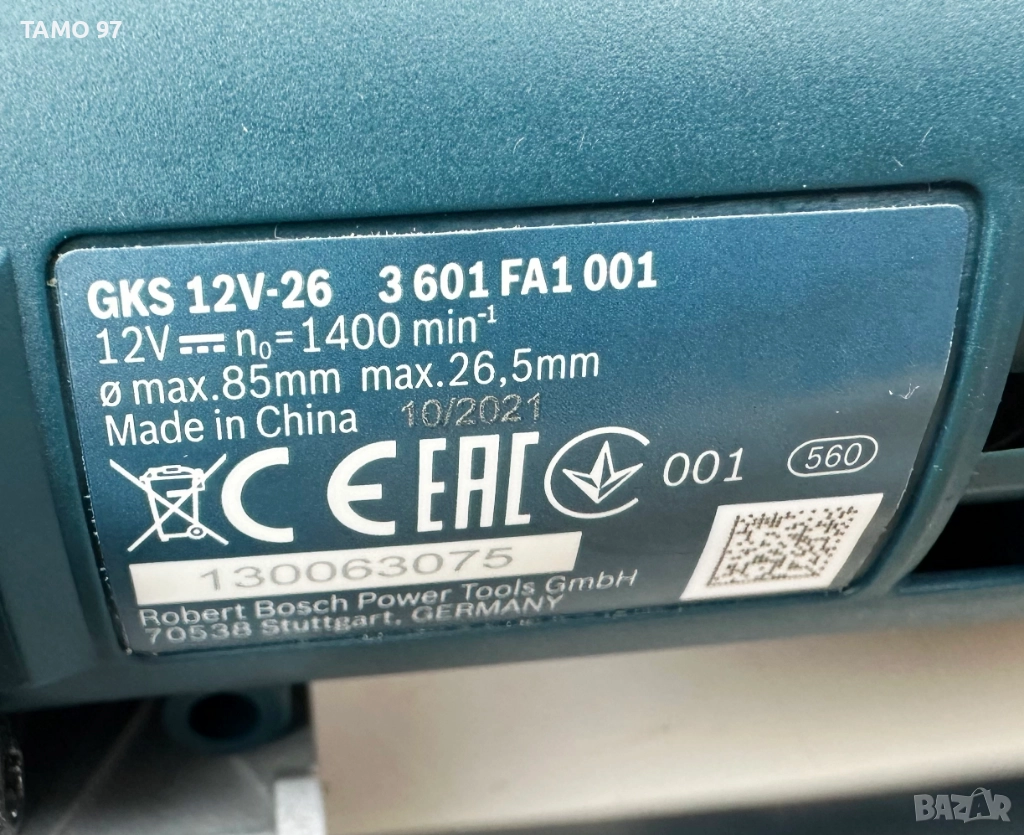 TAMO 97
GKS 12V-26 3 601 FA1 001
12V n₀=1400 min⁻¹
ø max.85mm max.26,5mm
Made in China 10/2021
CE EAC 001 560
130063075
Robert Bosch Power Tools GmbH
70538 Stuttgart, GERMANY
BAZAR